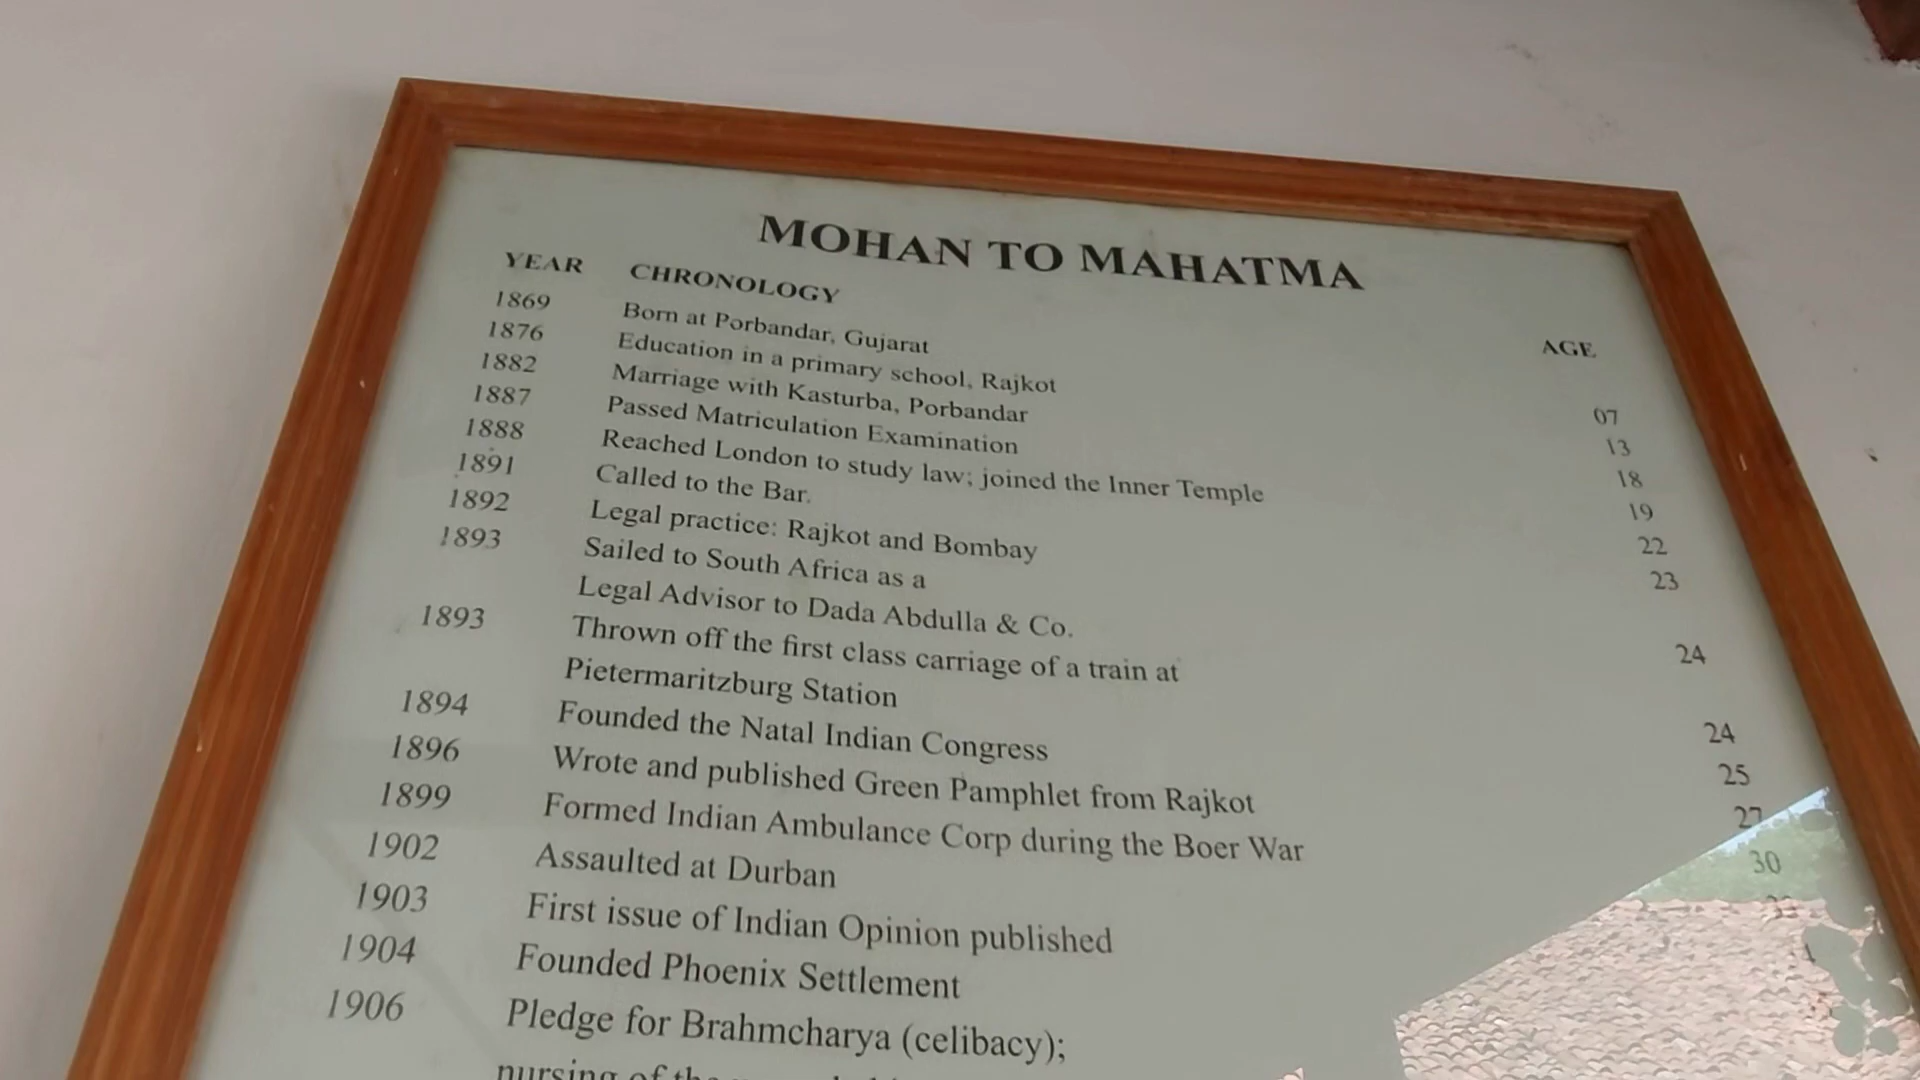 MOHAN TO MAHATMA
YEAR CHRONOLOGY AGE
1869 Born at Porbandar, Gujarat
1876 Education in a primary school, Rajkot 07
1882 Marriage with Kasturba, Porbandar 13
1887 Passed Matriculation Examination 18
1888 Reached London to study law; joined the Inner Temple 19
1891 Called to the Bar. 22
1892 Legal practice: Rajkot and Bombay 23
1893 Sailed to South Africa as a
Legal Advisor to Dada Abdulla & Co. 24
1893 Thrown off the first class carriage of a train at
Pietermaritzburg Station 24
1894 Founded the Natal Indian Congress 25
1896 Wrote and published Green Pamphlet from Rajkot 27
1899 Formed Indian Ambulance Corp during the Boer War 30
1902 Assaulted at Durban
1903 First issue of Indian Opinion published
1904 Founded Phoenix Settlement
1906 Pledge for Brahmcharya (celibacy);
nursing of the